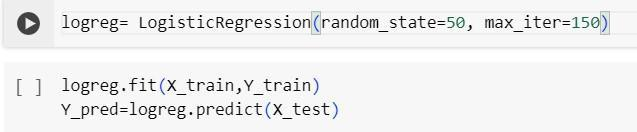 logreg= LogisticRegression(random_state=50, max_iter=150)
[ ] logreg.fit(X_train,Y_train)
Y_pred=logreg.predict(X_test)